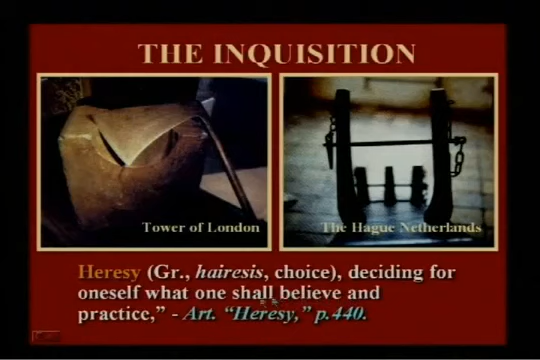 THE INQUISITION
Tower of London
The Hague Netherlands
Heresy (Gr., hairesis, choice), deciding for
oneself what one shall believe and
practice,” - Art. “Heresy,” p.440.